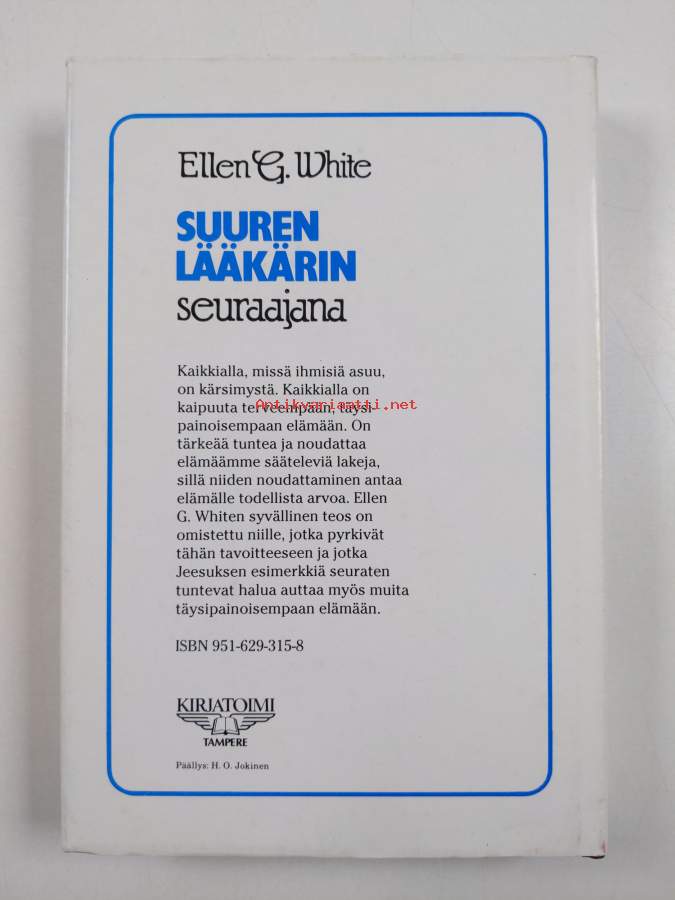 Ellen G. White
SUUREN
LÄÄKÄRIN
seuraajana
Kaikkialla, missä ihmisiä asuu,
on kärsimystä. Kaikkialla on
kaipuuta terveempään, täysi-
painoisempaan elämään. On
tärkeää tuntea ja noudattaa
elämäämme sääteleviä lakeja,
sillä niiden noudattaminen antaa
elämälle todellista arvoa. Ellen
G. Whiten syvällinen teos on
omistettu niille, jotka pyrkivät
tähän tavoitteeseen ja jotka
Jeesuksen esimerkkiä seuraten
tuntevat halua auttaa myös muita
täysipainoisempaan elämään.
ISBN 951-629-315-8
KIRJATOIMI
TAMPERE
Päällys: H. O. Jokinen
Antikvariaatti.net